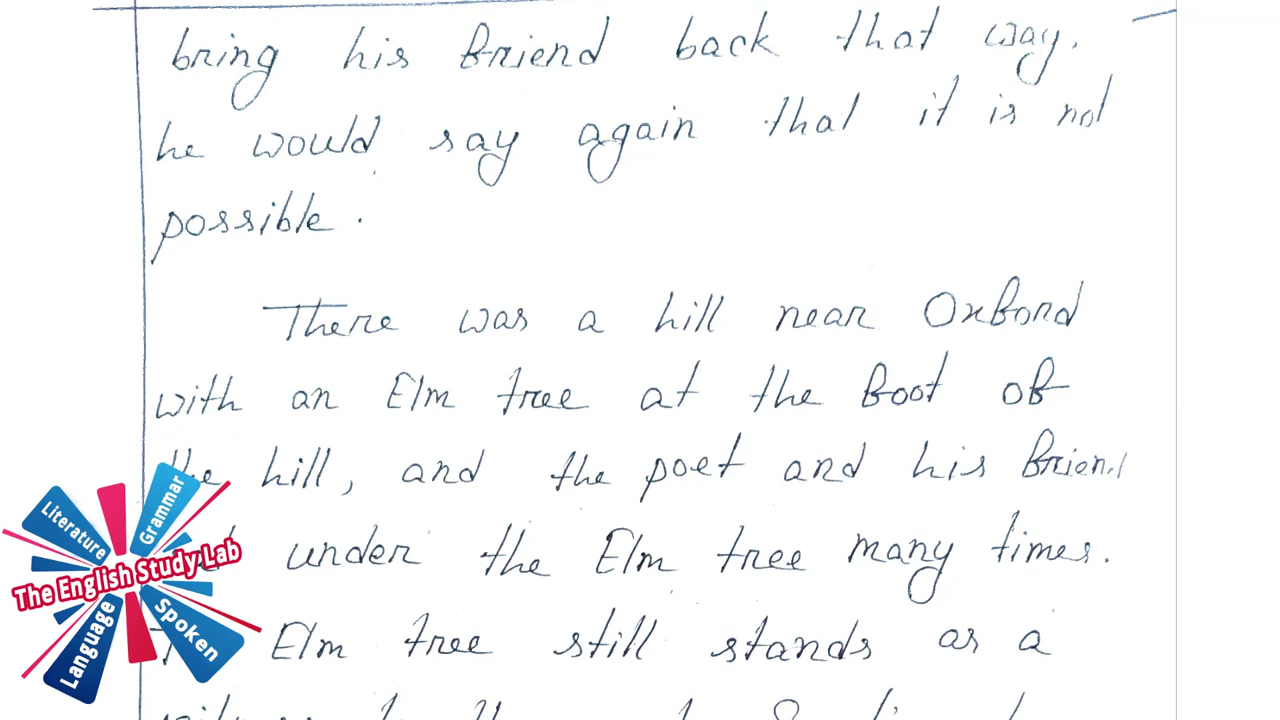 bring his friend back that way,
he would say again that it is not
possible.
There was a hill near Oxford
with an Elm tree at the foot of
the hill, and the poet and his friend
under the Elm tree many times.
Elm tree still stands as a
Literature
Grammar
The English Study Lab
Language
Spoken